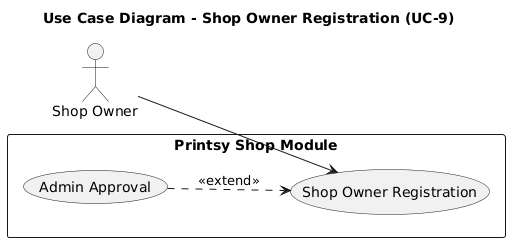 Use Case Diagram - Shop Owner Registration (UC-9)
Shop Owner
Printsy Shop Module
Admin Approval
«extend»
Shop Owner Registration